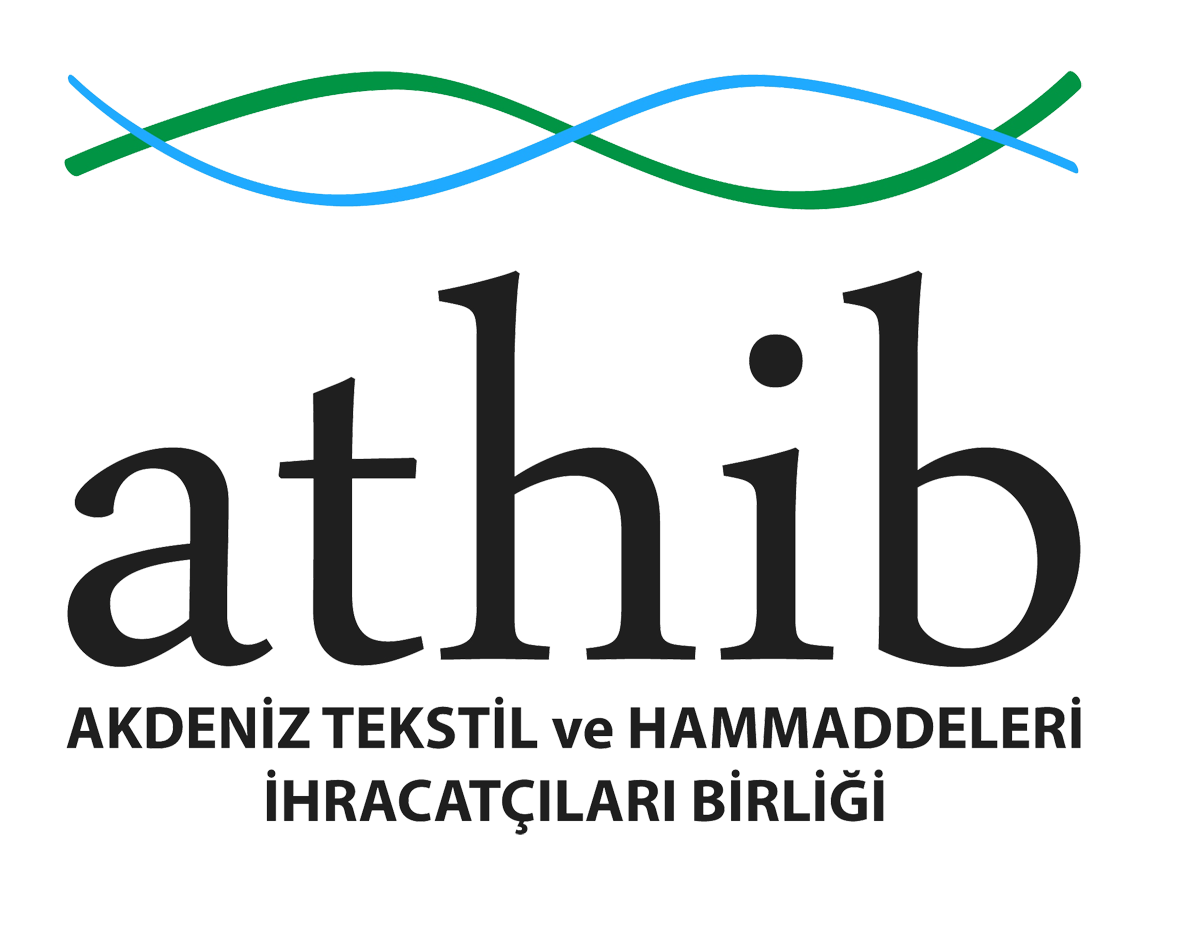 athib
AKDENİZ TEKSTİL ve HAMMADDELERİ
İHRACATÇILARI BİRLİĞİ